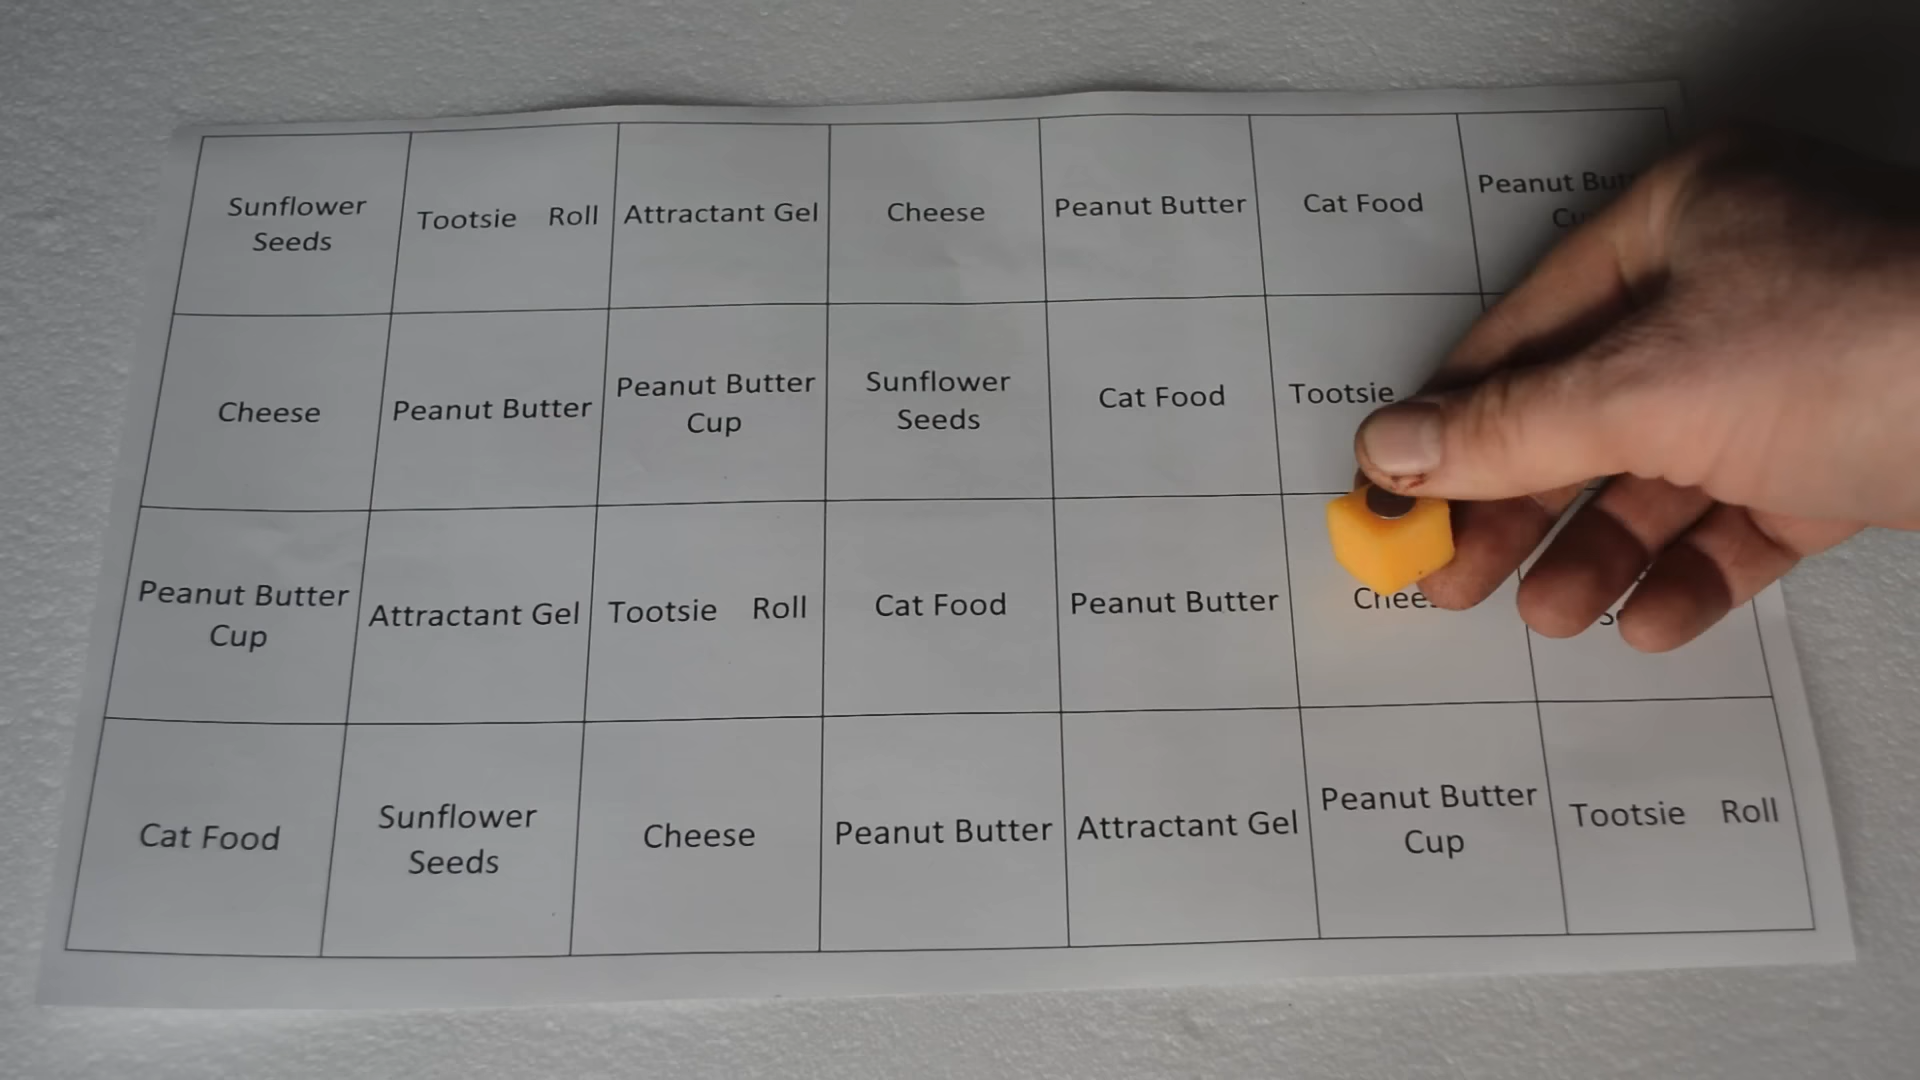 Sunflower Seeds
Tootsie Roll
Attractant Gel
Cheese
Peanut Butter
Cat Food
Peanut
Cheese
Peanut Butter
Peanut Butter Cup
Sunflower Seeds
Cat Food
Tootsie
Peanut Butter Cup
Attractant Gel
Tootsie Roll
Cat Food
Peanut Butter
Cat Food
Sunflower Seeds
Cheese
Peanut Butter
Attractant Gel
Peanut Butter Cup
Tootsie Roll